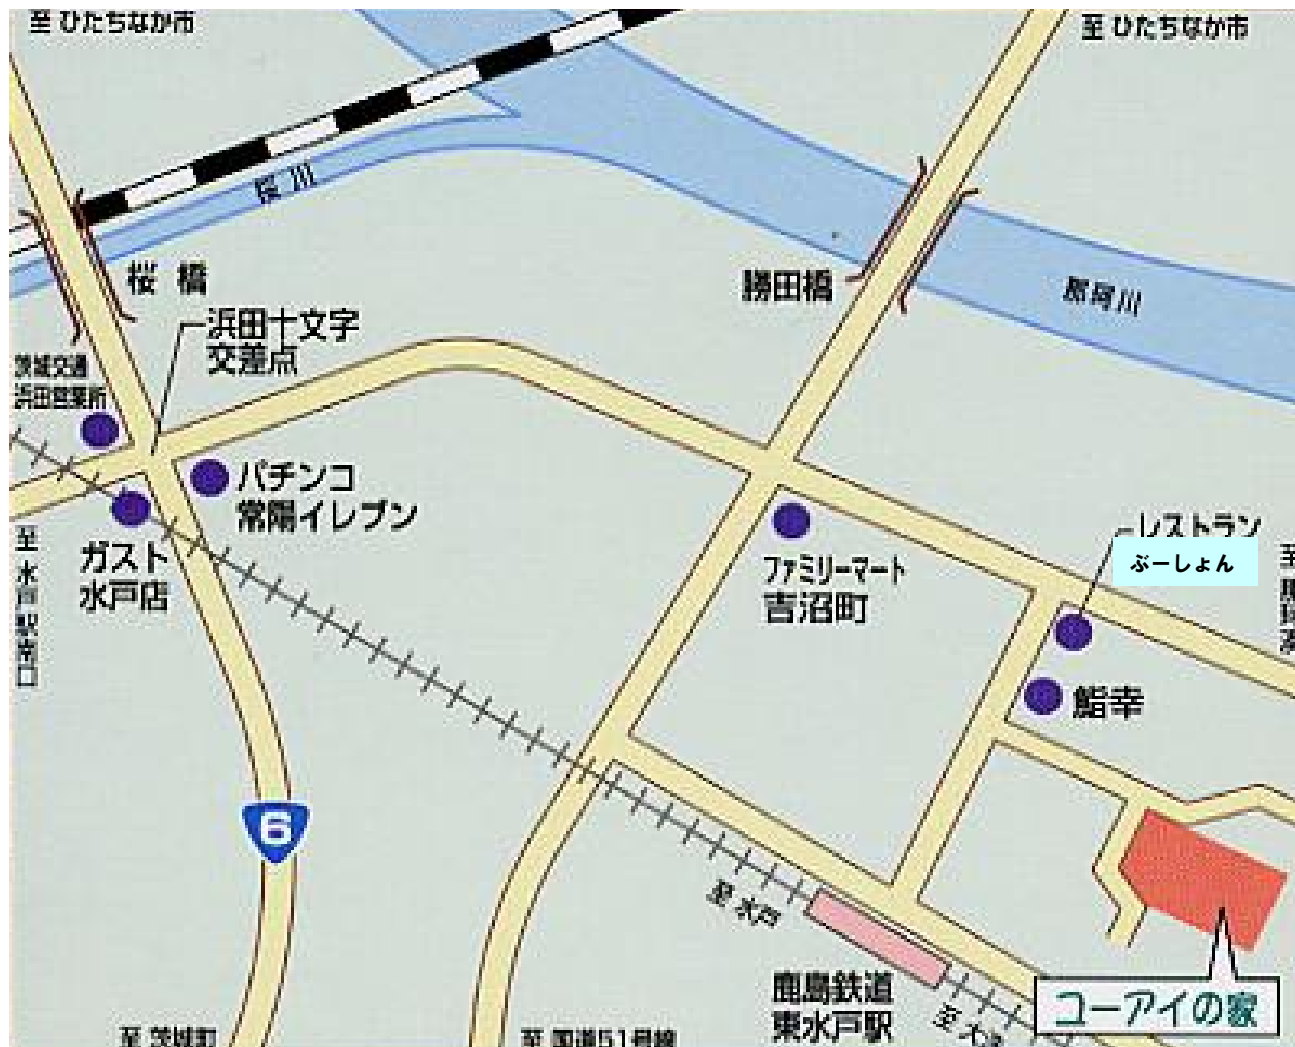 至 ひたちなか市
至 ひたちなか市
桜 川
桜 橋
勝田橋
那珂川
浜田十文字
交差点
茨城交通
浜田営業所
パチンコ
常陽イレブン
ガスト
水戸店
至 水戸駅南口
ファミリーマート
吉沼町
レストラン
ぶーしょん
鮨幸
6
至 水戸
鹿島鉄道
東水戸駅
至 大
コーアイの家
至 茨城町
至 国道51号線